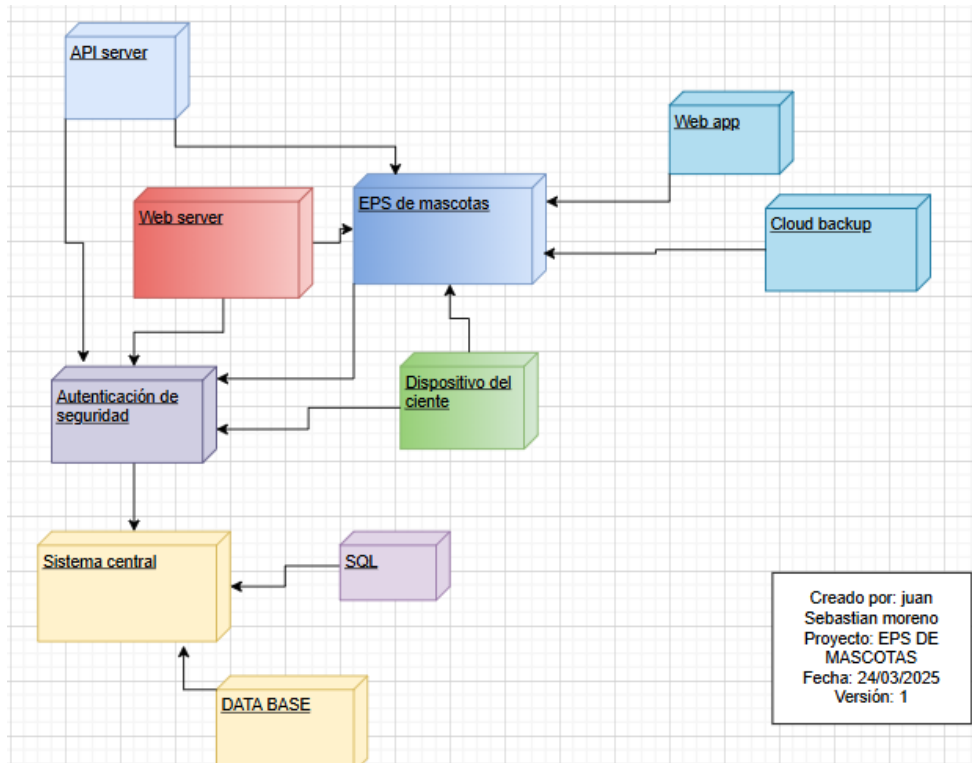 API server
Web app
EPS de mascotas
Web server
Cloud backup
Autenticación de
seguridad
Dispositivo del
ciente
Sistema central
SQL
DATA BASE
Creado por: juan
Sebastian moreno
Proyecto: EPS DE
MASCOTAS
Fecha: 24/03/2025
Versión: 1